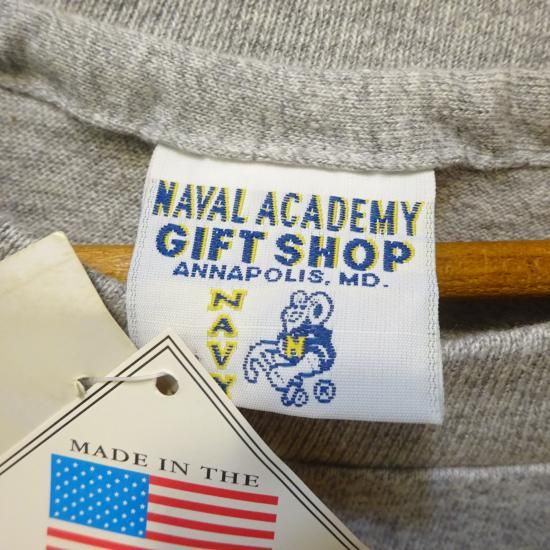 NAVAL ACADEMY
GIFT SHOP
ANNAPOLIS, MD.
NAVY
N
®
MADE IN THE